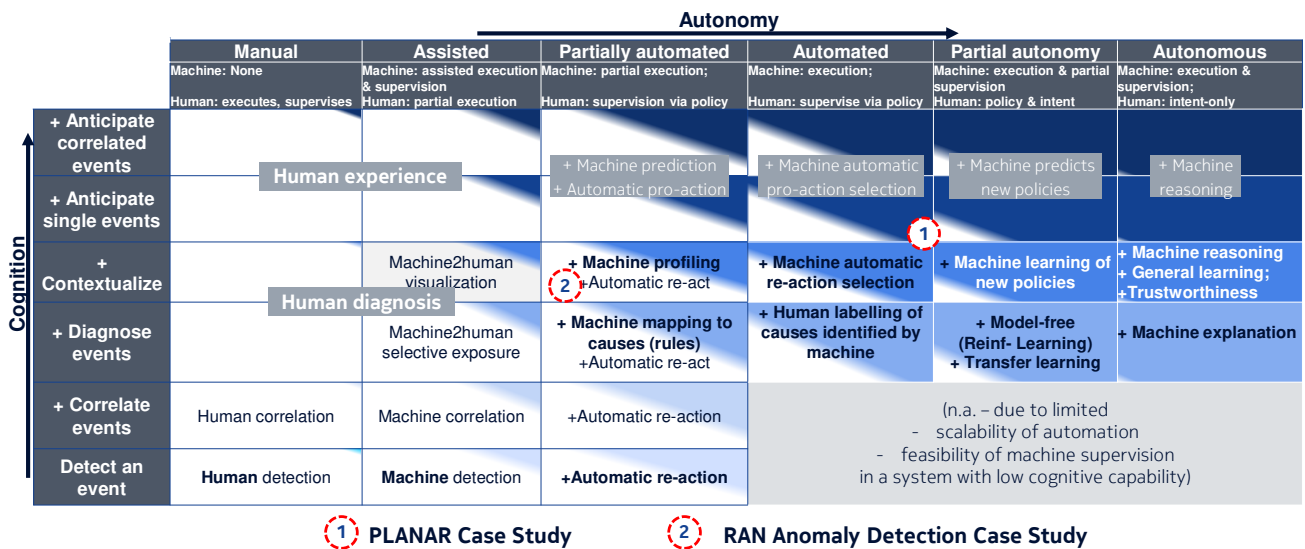 Autonomy
Manual
Assisted
Partially automated
Automated
Partial autonomy
Autonomous
Machine: None
Human: executes, supervises
Machine: assisted execution
& supervision
Human: partial execution
Machine: partial execution;
Human: supervision via policy
Machine: execution;
Human: supervise via policy
Machine: execution & partial
supervision
Human: policy & intent
Machine: execution &
supervision;
Human: intent-only
Cognition
+ Anticipate
correlated
events
+ Anticipate
single events
Human experience
+ Machine prediction
+ Automatic pro-action
+ Machine automatic
pro-action selection
+ Machine predicts
new policies
+ Machine
reasoning
1
+
Contextualize
Machine2human
visualization
+ Machine profiling
+Automatic re-act
2
+ Machine automatic
re-action selection
+ Machine learning of
new policies
+ Machine reasoning
+ General learning;
+Trustworthiness
Human diagnosis
+ Diagnose
events
Machine2human
selective exposure
+ Machine mapping to
causes (rules)
+Automatic re-act
+ Human labelling of
causes identified by
machine
+ Model-free
(Reinf- Learning)
+ Transfer learning
+ Machine explanation
+ Correlate
events
Human correlation
Machine correlation
+Automatic re-action
(n.a. – due to limited
- scalability of automation
- feasibility of machine supervision
in a system with low cognitive capability)
Detect an
event
Human detection
Machine detection
+Automatic re-action
1 PLANAR Case Study
2 RAN Anomaly Detection Case Study